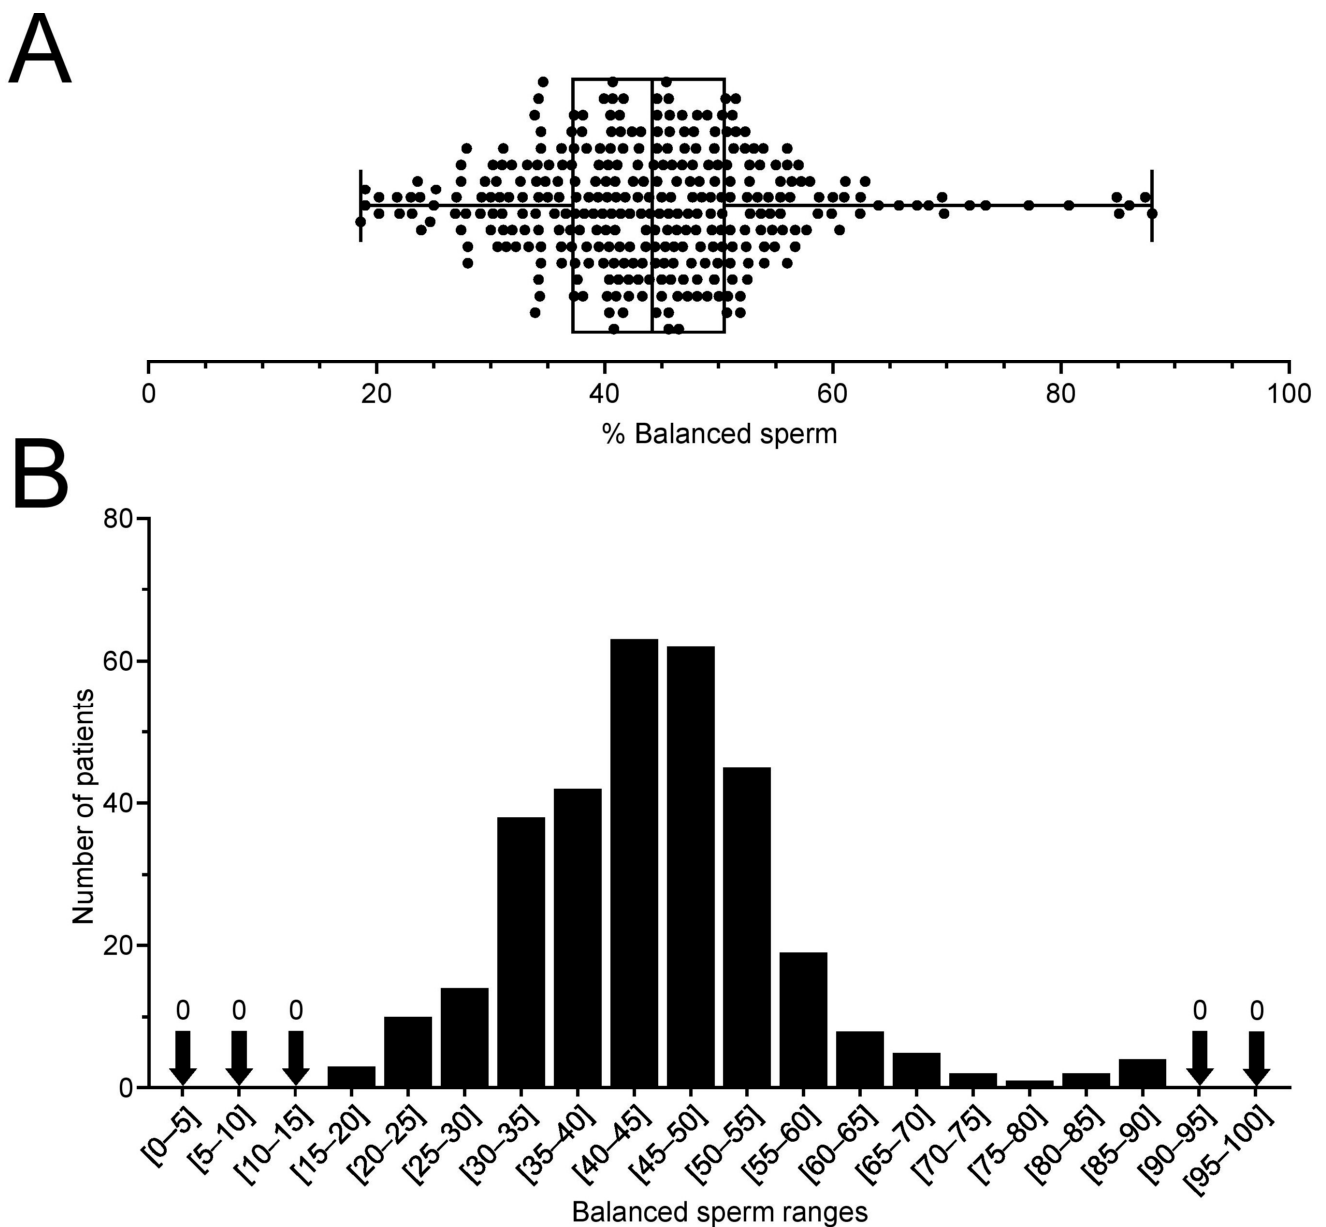 A
0 20 40 60 80 100
% Balanced sperm
B
80
60
40
20
0
Number of patients
0 0 0 0 0
[0–5] [5–10] [10–15] [15–20] [20–25] [25–30] [30–35] [35–40] [40–45] [45–50] [50–55] [55–60] [60–65] [65–70] [70–75] [75–80] [80–85] [85–90] [90–95] [95–100]
Balanced sperm ranges